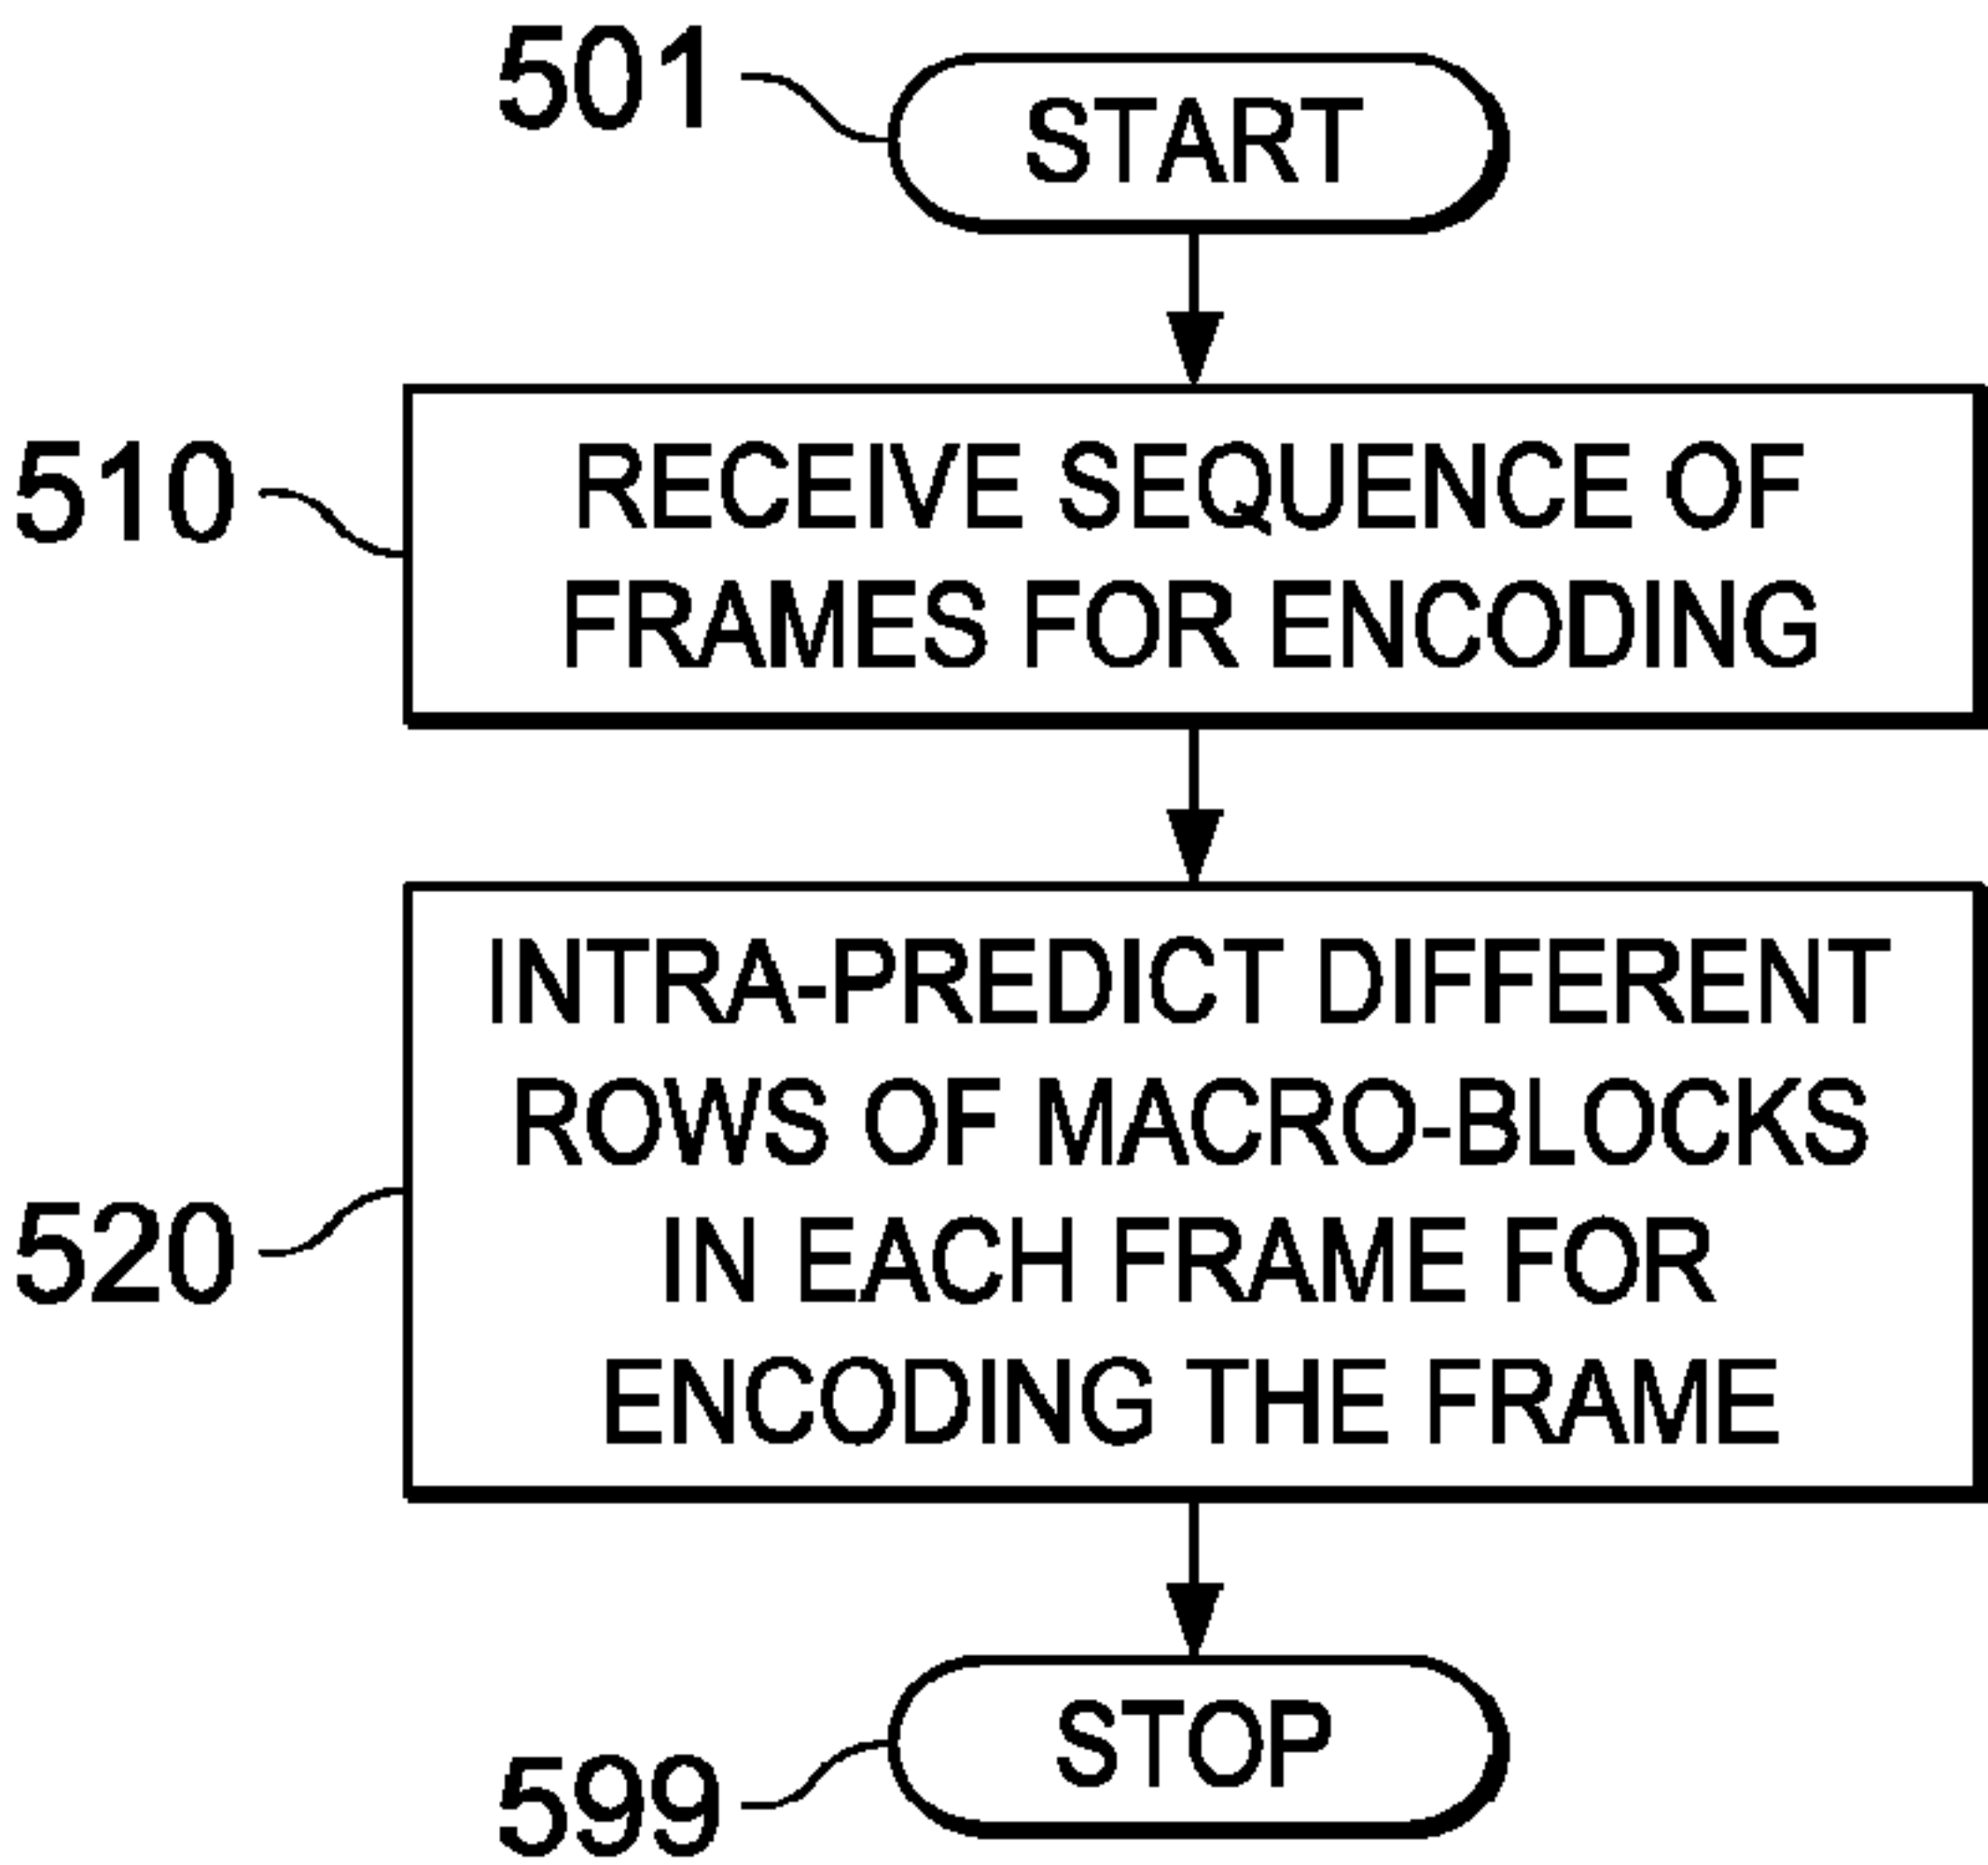 501
START
510
RECEIVE SEQUENCE OF
FRAMES FOR ENCODING
INTRA-PREDICT DIFFERENT
ROWS OF MACRO-BLOCKS
520
IN EACH FRAME FOR
ENCODING THE FRAME
STOP
599